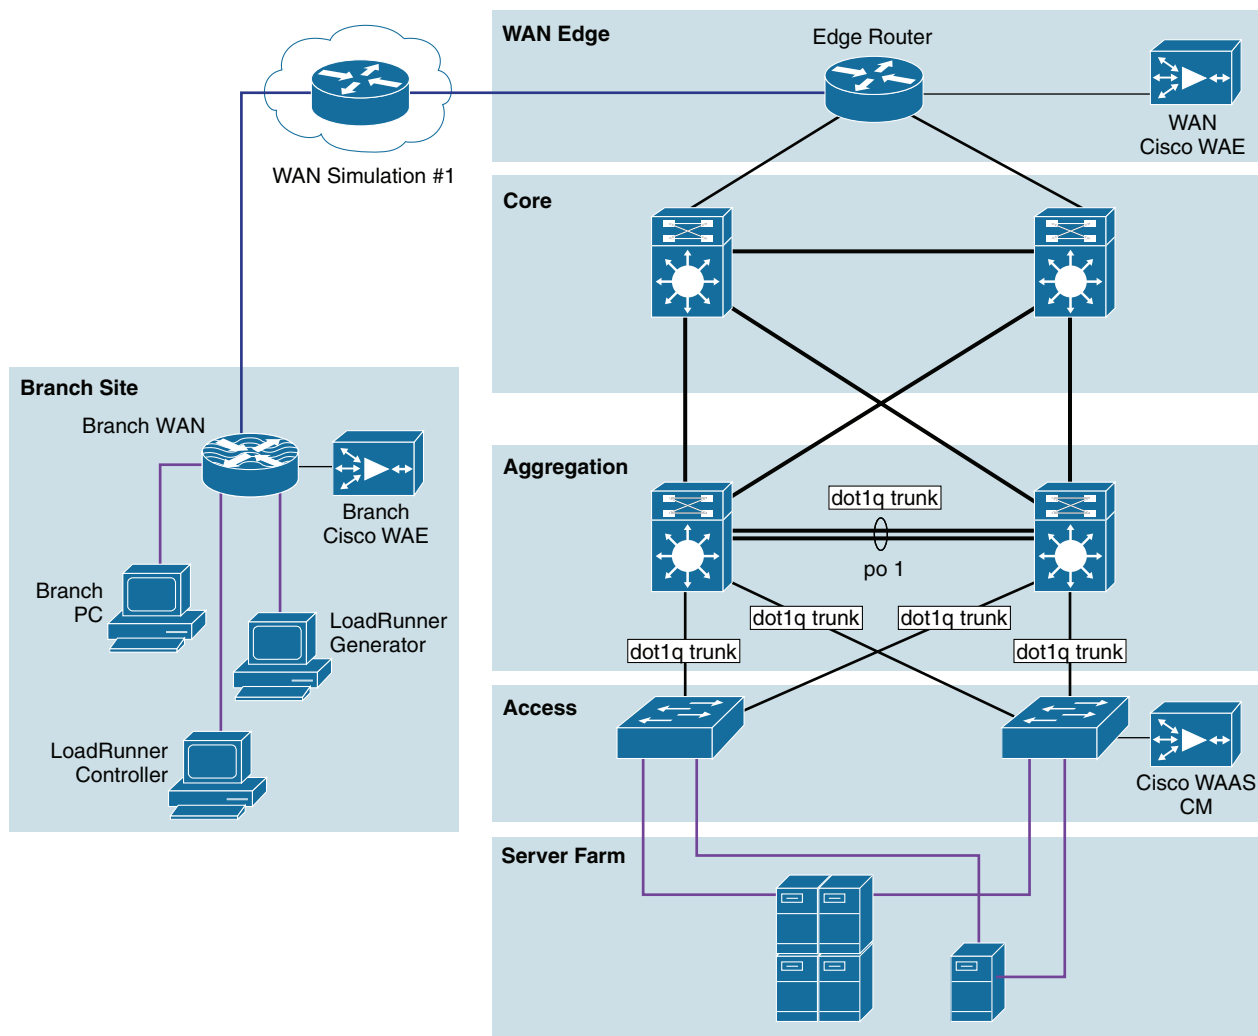 WAN Edge
Edge Router
WAN
Cisco WAE
WAN Simulation #1
Core
Branch Site
Branch WAN
Branch
Cisco WAE
Branch
PC
LoadRunner
Generator
LoadRunner
Controller
Aggregation
dot1q trunk
po 1
dot1q trunk
dot1q trunk
dot1q trunk
dot1q trunk
Access
Cisco WAAS
CM
Server Farm